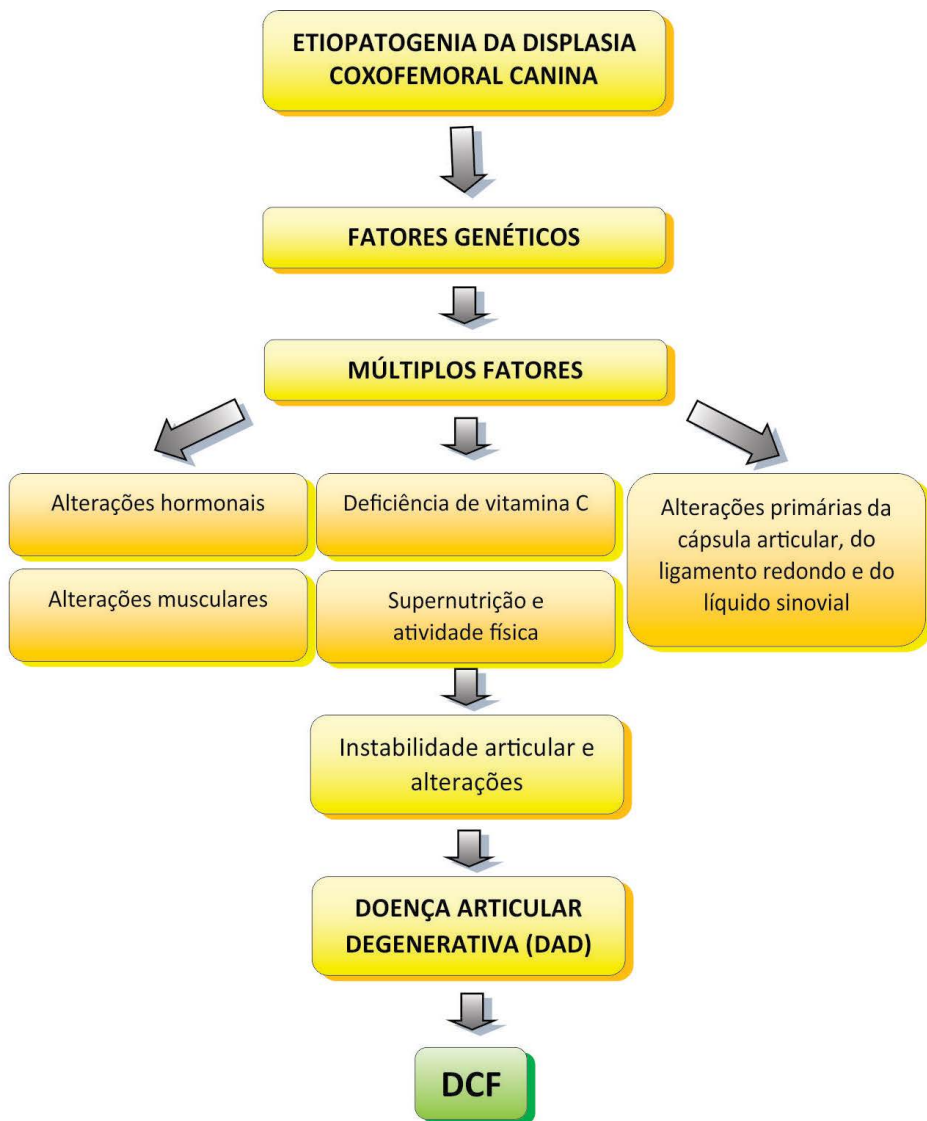 ETIOPATOGENIA DA DISPLASIA
COXOFEMORAL CANINA
FATORES GENÉTICOS
MÚLTIPLOS FATORES
Alterações hormonais
Deficiência de vitamina C
Alterações primárias da
cápsula articular, do
ligamento redondo e do
líquido sinovial
Alterações musculares
Supernutrição e
atividade física
Instabilidade articular e
alterações
DOENÇA ARTICULAR
DEGENERATIVA (DAD)
DCF